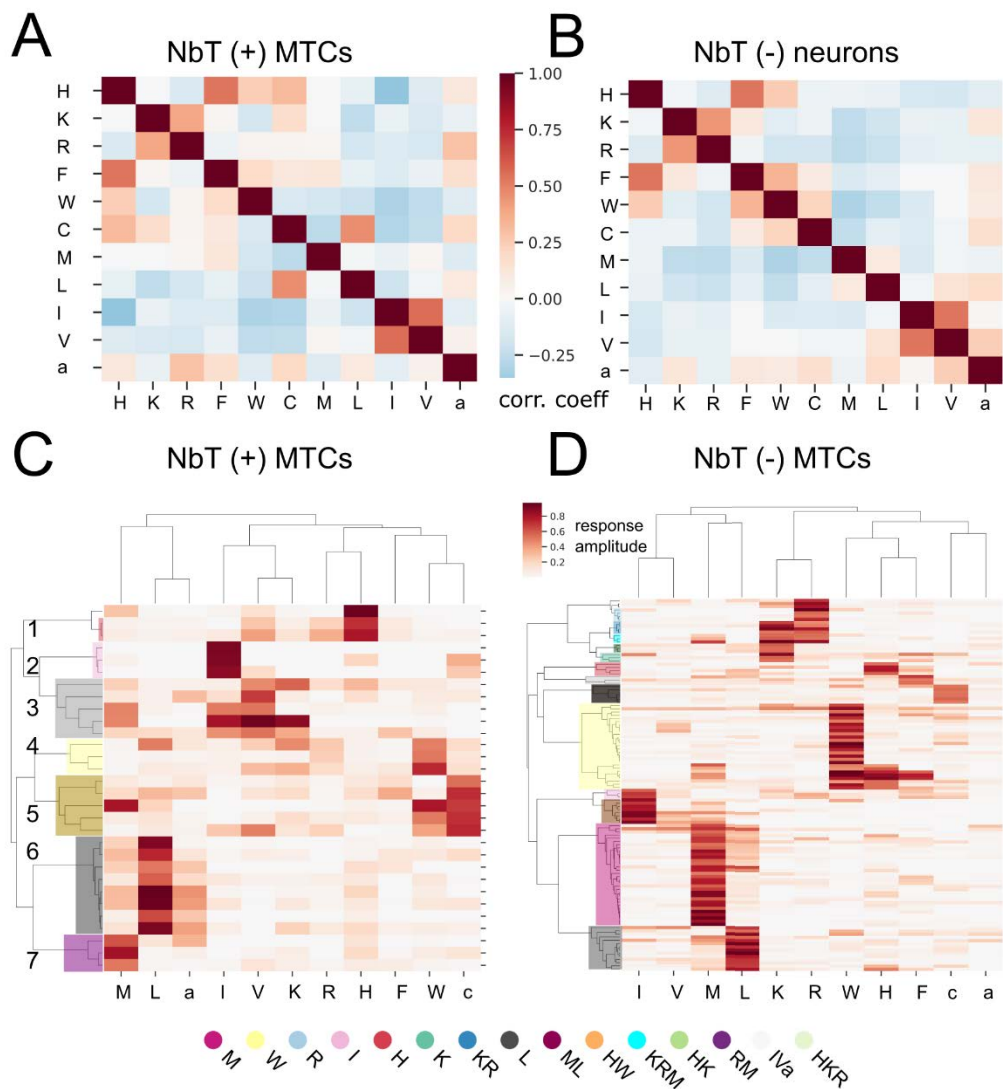 A
NbT (+) MTCs
B
NbT (-) neurons
H
K
R
F
W
C
M
L
I
V
a
H K R F W C M L I V a
1.00
0.75
0.50
0.25
0.00
−0.25
corr. coeff
H
K
R
F
W
C
M
L
I
V
a
H K R F W C M L I V a
C
NbT (+) MTCs
D
NbT (-) MTCs
0.8
0.6
0.4
0.2
response
amplitude
1
2
3
4
5
6
7
M L a I V K R H F W c
I V M L K R W H F c a
M W R I H K KR L ML HW KRM HK RM IVa HKR